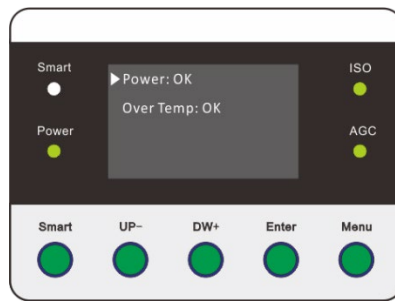 Smart
ISO
Power: OK
Over Temp: OK
Power
AGC
Smart UP- DW+ Enter Menu